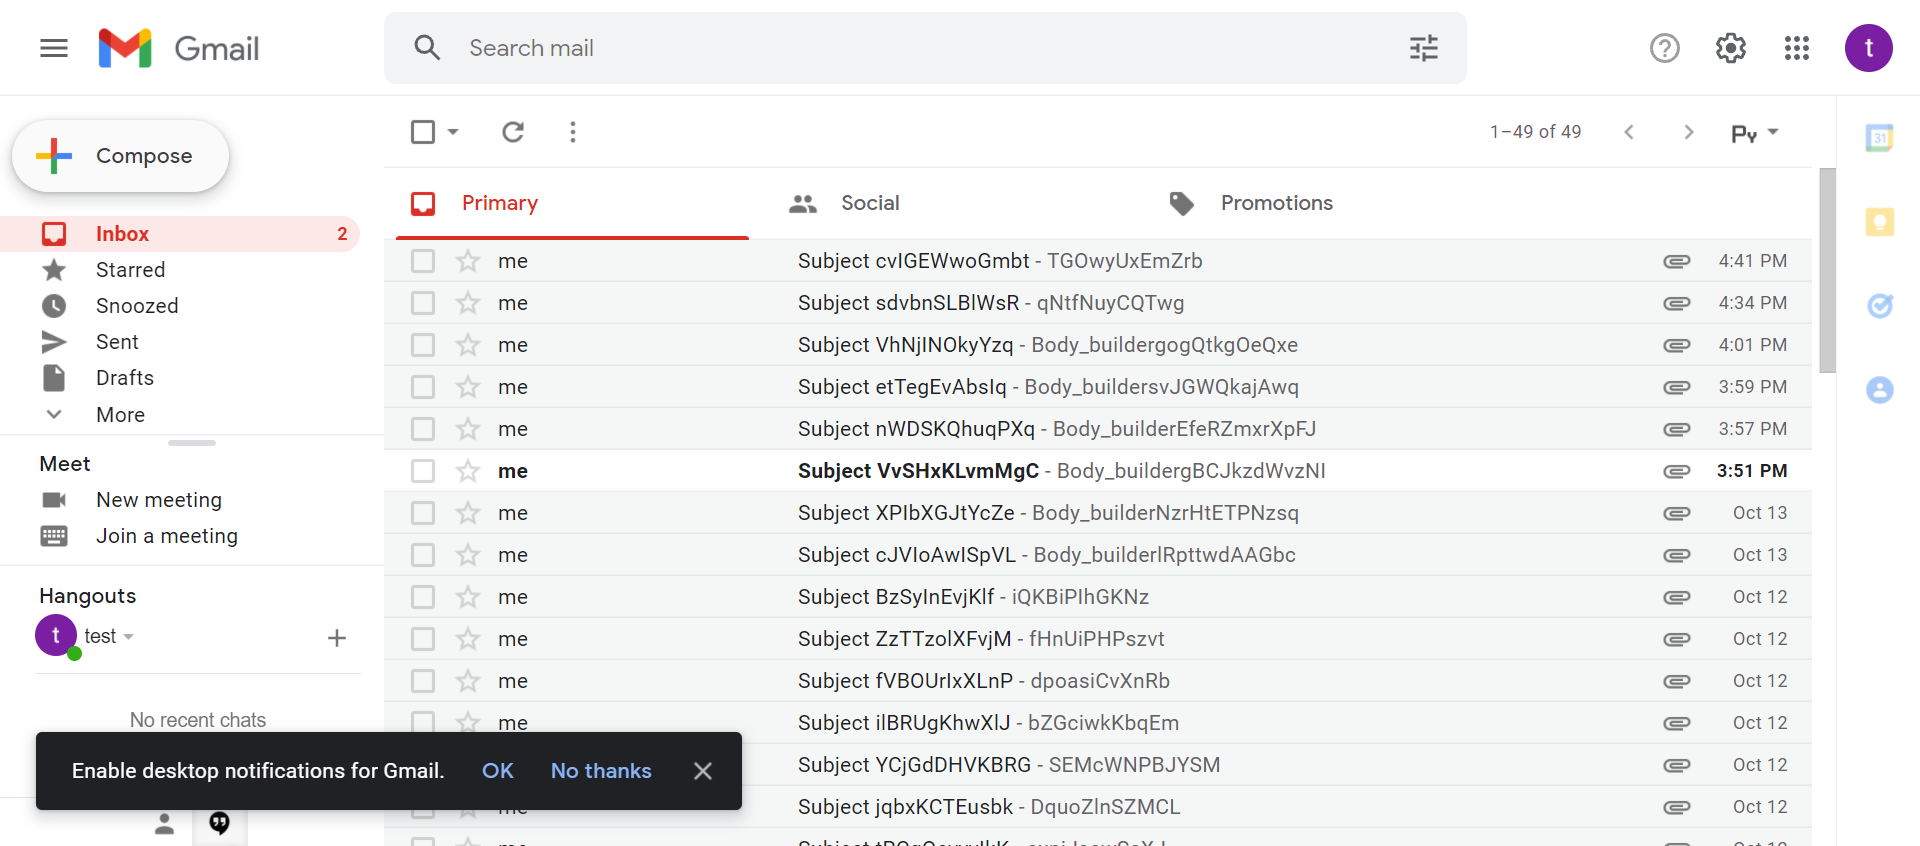 Gmail
Search mail
t
Compose
1–49 of 49
Py
31
Primary
Social
Promotions
Inbox 2
Starred
Snoozed
Sent
Drafts
More
Meet
New meeting
Join a meeting
Hangouts
t test
No recent chats
me Subject cvIGEWwoGmbt - TGOwyUxEmZrb 4:41 PM
me Subject sdvbnSLBlWsR - qNtfNuyCQTwg 4:34 PM
me Subject VhNjINOkyYzq - Body_buildergogQtkgOeQxe 4:01 PM
me Subject etTegEvAbsIq - Body_buildersvJGWQkajAwq 3:59 PM
me Subject nWDSKQhuqPXq - Body_builderEfeRZmxrXpFJ 3:57 PM
me Subject VvSHxKLvmMgC - Body_buildergBCJkzdWvzNI 3:51 PM
me Subject XPIbXGJtYcZe - Body_builderNzrHtETPNzsq Oct 13
me Subject cJVIoAwISpVL - Body_builderlRpttwdAAGbc Oct 13
me Subject BzSyInEvjKlf - iQKBiPIhGKNz Oct 12
me Subject ZzTTzolXFvjM - fHnUiPHPszvt Oct 12
me Subject fVBOUrIxXLnP - dpoasiCvXnRb Oct 12
me Subject ilBRUgKhwXlJ - bZGciwkKbqEm Oct 12
Subject YCjGdDHVKBRG - SEMcWNPBJYSM Oct 12
me Subject jqbxKCTEusbk - DquoZlnSZMCL Oct 12
Enable desktop notifications for Gmail. OK No thanks